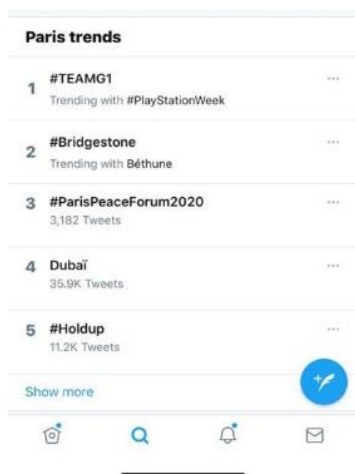 Paris trends
1
#TEAMG1
Trending with #PlayStationWeek
2
#Bridgestone
Trending with Béthune
3
#ParisPeaceForum2020
3,182 Tweets
4
Dubaï
35.9K Tweets
5
#Holdup
11.2K Tweets
Show more